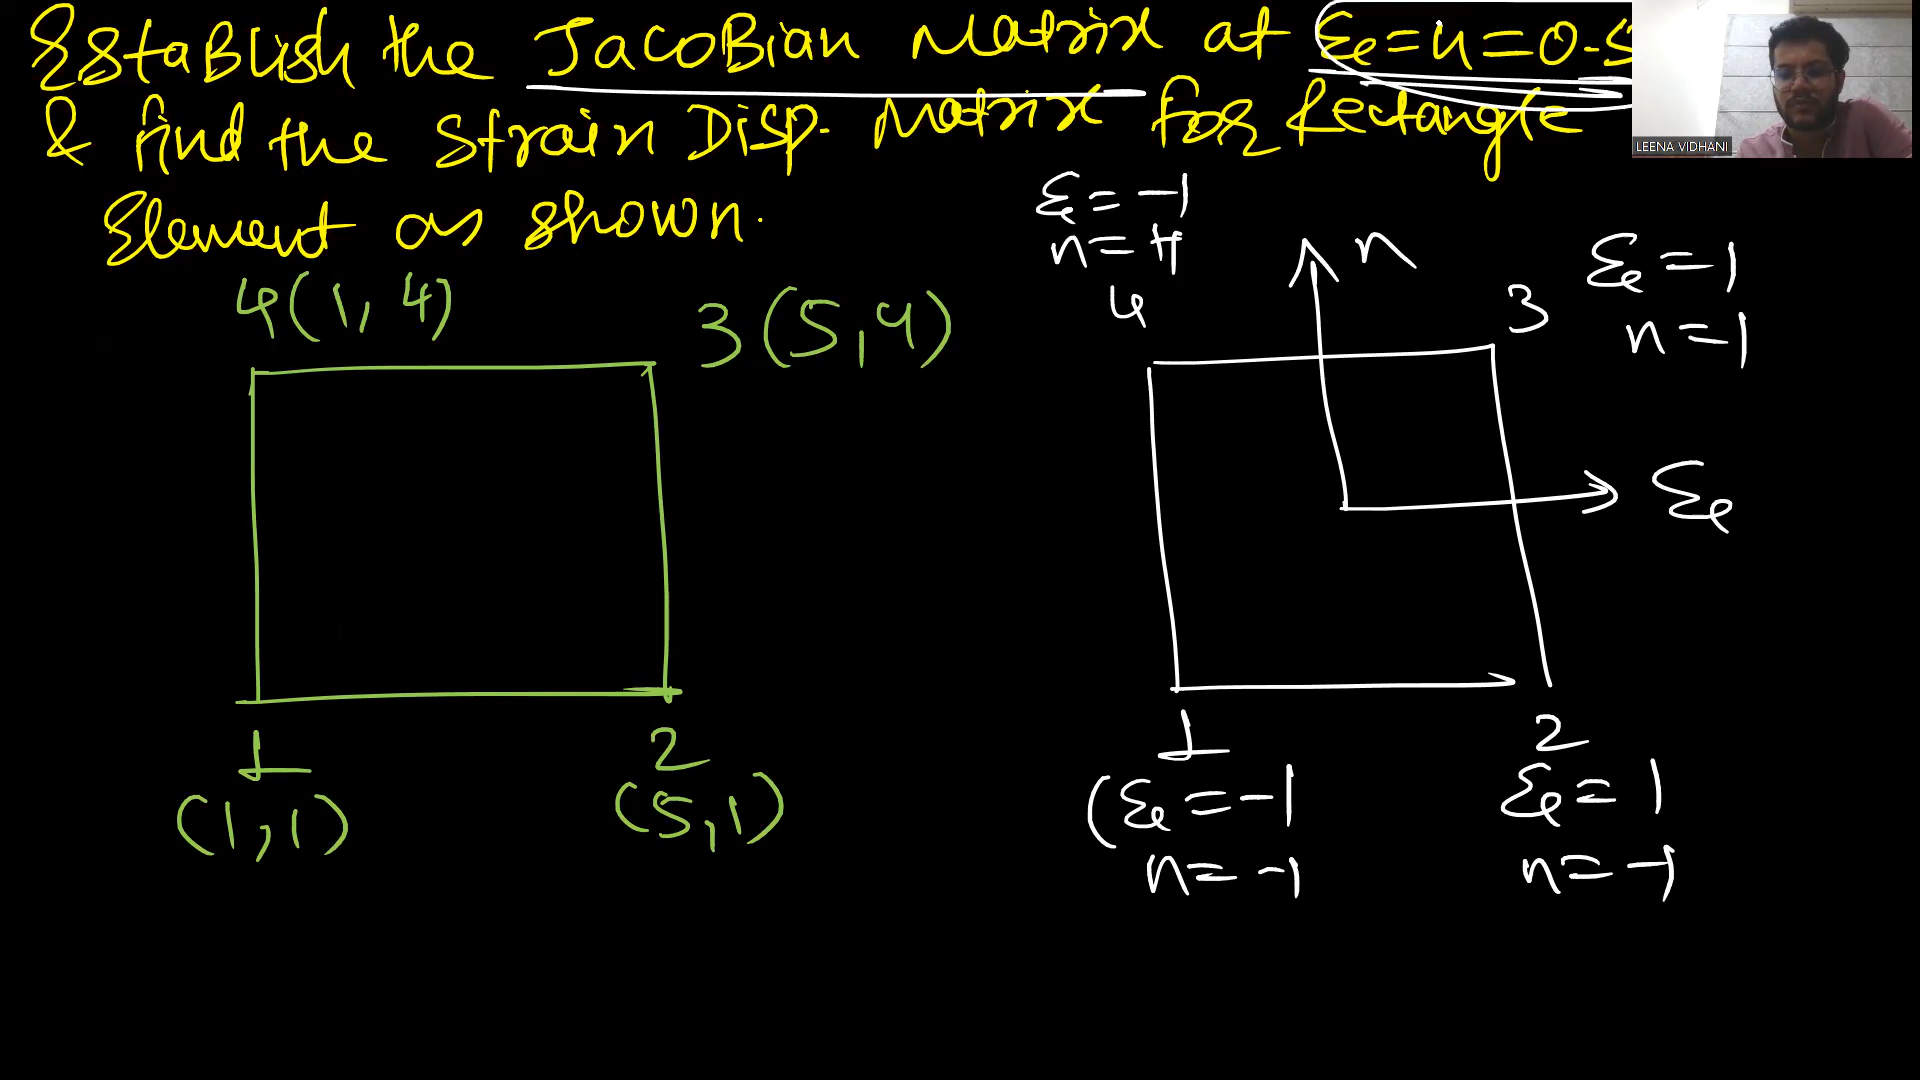 Establish the Jacobian Matrix at ξ=η=0.5
& find the Strain Disp. Matrix for Rectangle
Element as shown.
LEENA VIDHANI
ξ=-1
η=+1
4
η
ξ=1
η=1
3
4(1, 4)
3(5,4)
ξ
1
(1,1)
2
(5,1)
1
(ξ=-1
η=-1
2
ξ=1
η=-1